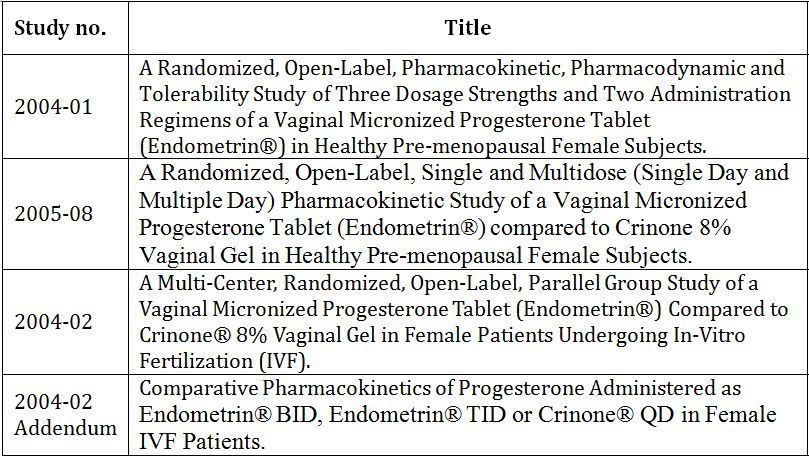 Study no. Title
A Randomized, Open-Label, Pharmacokinetic, Pharmacodynamic and
2004-01 Tolerability Study of Three Dosage Strengths and Two Administration
Regimens of a Vaginal Micronized Progesterone Tablet
(Endometrin®) in Healthy Pre-menopausal Female Subjects.
A Randomized, Open-Label, Single and Multidose (Single Day and
2005-08 Multiple Day) Pharmacokinetic Study of a Vaginal Micronized
Progesterone Tablet (Endometrin®) compared to Crinone 8%
Vaginal Gel in Healthy Pre-menopausal Female Subjects.
A Multi-Center, Randomized, Open-Label, Parallel Group Study of a
2004-02 Vaginal Micronized Progesterone Tablet (Endometrin®) Compared to
Crinone® 8% Vaginal Gel in Female Patients Undergoing In-Vitro
Fertilization (IVF).
2004-02 Comparative Pharmacokinetics of Progesterone Administered as
Addendum Endometrin® BID, Endometrin® TID or Crinone® QD in Female
IVF Patients.